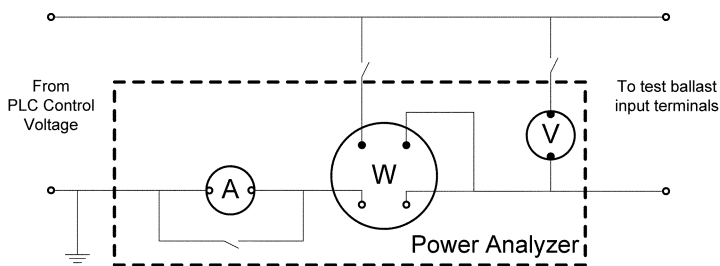 From
PLC Control
Voltage
To test ballast
input terminals
A
W
V
Power Analyzer